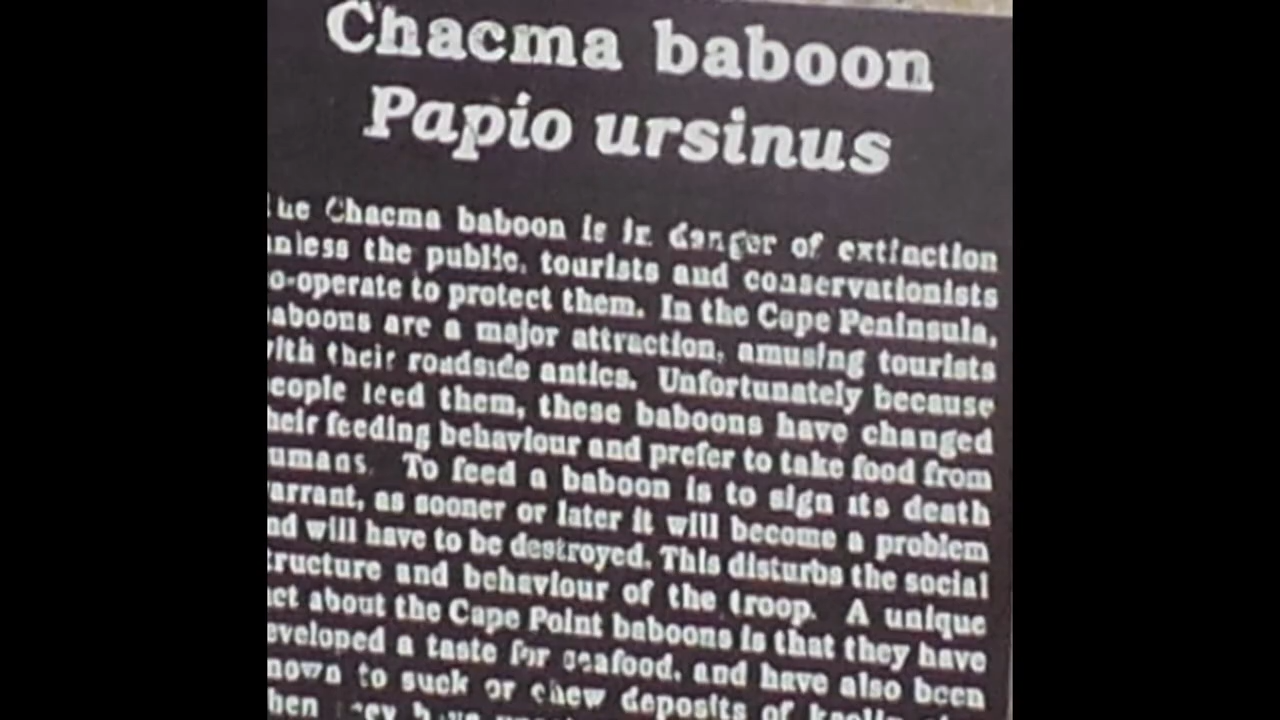 Chacma baboon
Papio ursinus
he Chacma baboon is in danger of extinction
nless the public, tourists and conservationists
o-operate to protect them. In the Cape Peninsula,
aboons are a major attraction, amusing tourists
ith their roadside antics. Unfortunately because
eople feed them, these baboons have changed
heir feeding behaviour and prefer to take food from
umans. To feed a baboon is to sign its death
arrant, as sooner or later it will become a problem
nd will have to be destroyed. This disturbs the social
tructure and behaviour of the troop. A unique
ct about the Cape Point baboons is that they have
eveloped a taste for seafood, and have also been
nown to suck or chew deposits of kaolin
hen they have